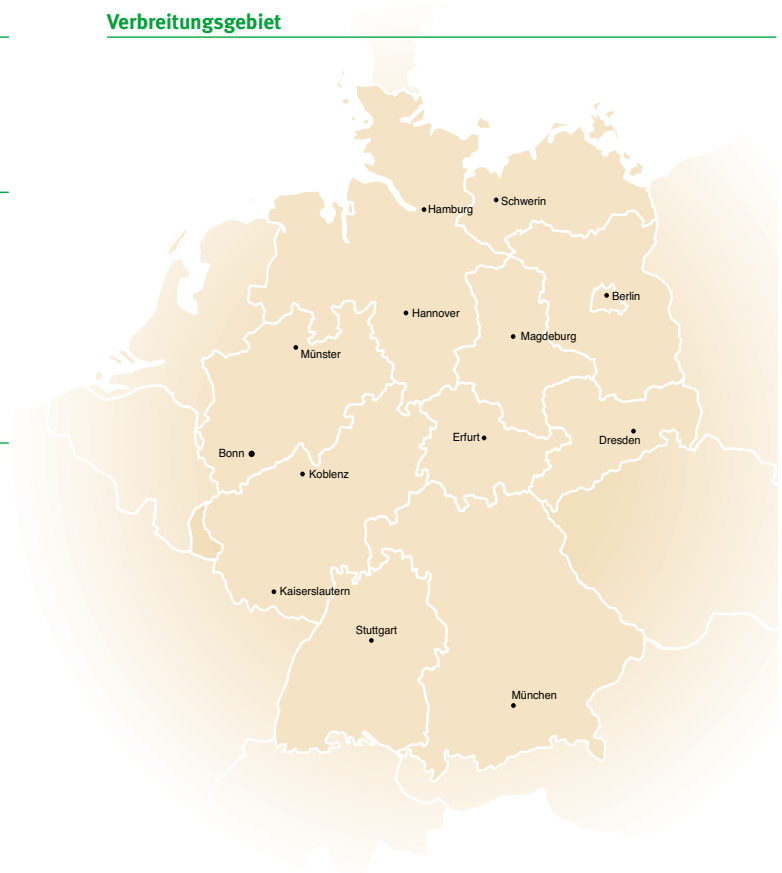 Verbreitungsgebiet
Schwerin
Hamburg
Berlin
Hannover
Magdeburg
Münster
Erfurt
Dresden
Bonn
Koblenz
Kaiserslautern
Stuttgart
München